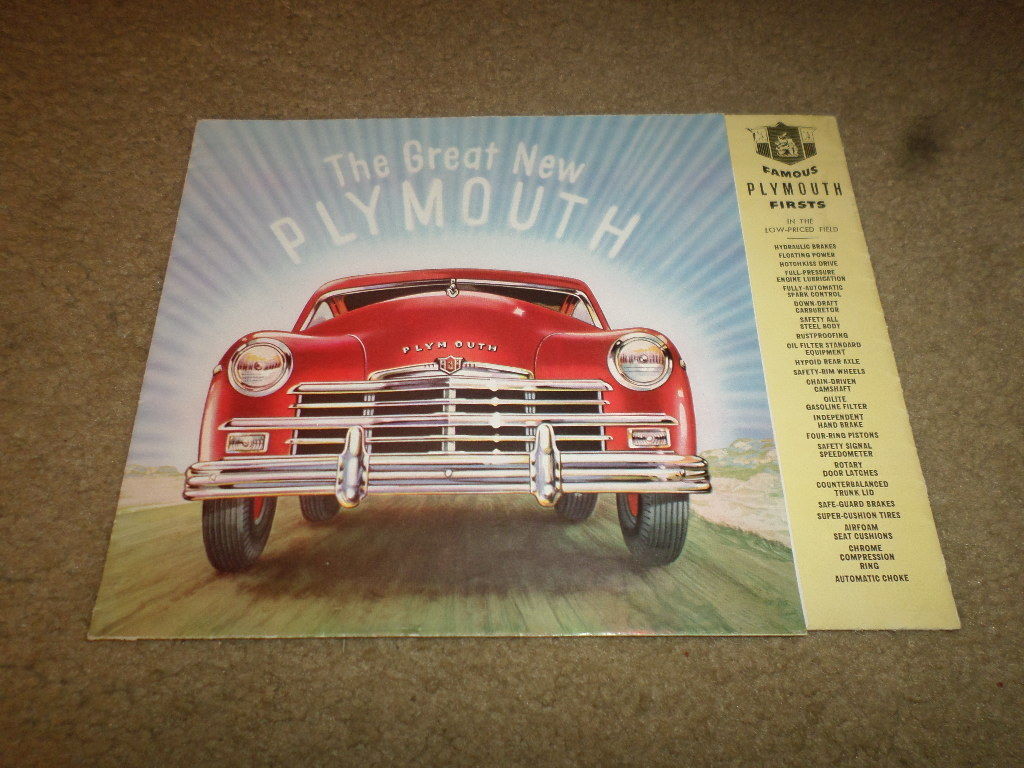 The Great New
PLYMOUTH
PLYMOUTH
FAMOUS
PLYMOUTH
FIRSTS
IN THE
LOW-PRICED FIELD
HYDRAULIC BRAKES
FLOATING POWER
HOTCHKISS DRIVE
FULL-PRESSURE
ENGINE LUBRICATION
FULLY-AUTOMATIC
SPARK CONTROL
DOWN-DRAFT
CARBURETOR
SAFETY ALL
STEEL BODY
RUSTPROOFING
OIL FILTER STANDARD
EQUIPMENT
HYPOID REAR AXLE
SAFETY-RIM WHEELS
CHAIN-DRIVEN
CAMSHAFT
OILITE
GASOLINE FILTER
INDEPENDENT
HAND BRAKE
FOUR-RING PISTONS
SAFETY SIGNAL
SPEEDOMETER
ROTARY
DOOR LATCHES
COUNTERBALANCED
TRUNK LID
SAFE-GUARD BRAKES
SUPER-CUSHION TIRES
AIRFOAM
SEAT CUSHIONS
CHROME
COMPRESSION
RING
AUTOMATIC CHOKE